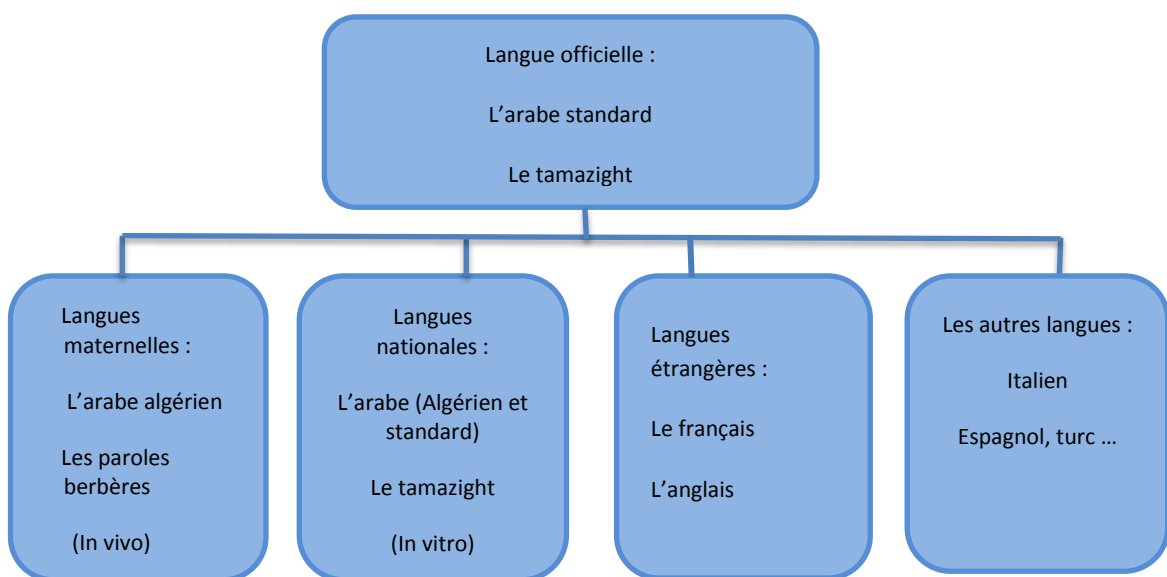 Langue officielle :
L’arabe standard
Le tamazight
Langues
maternelles :
L’arabe algérien
Les paroles
berbères
(In vivo)
Langues
nationales :
L’arabe (Algérien et
standard)
Le tamazight
(In vitro)
Langues
étrangères :
Le français
L’anglais
Les autres langues :
Italien
Espagnol, turc ...